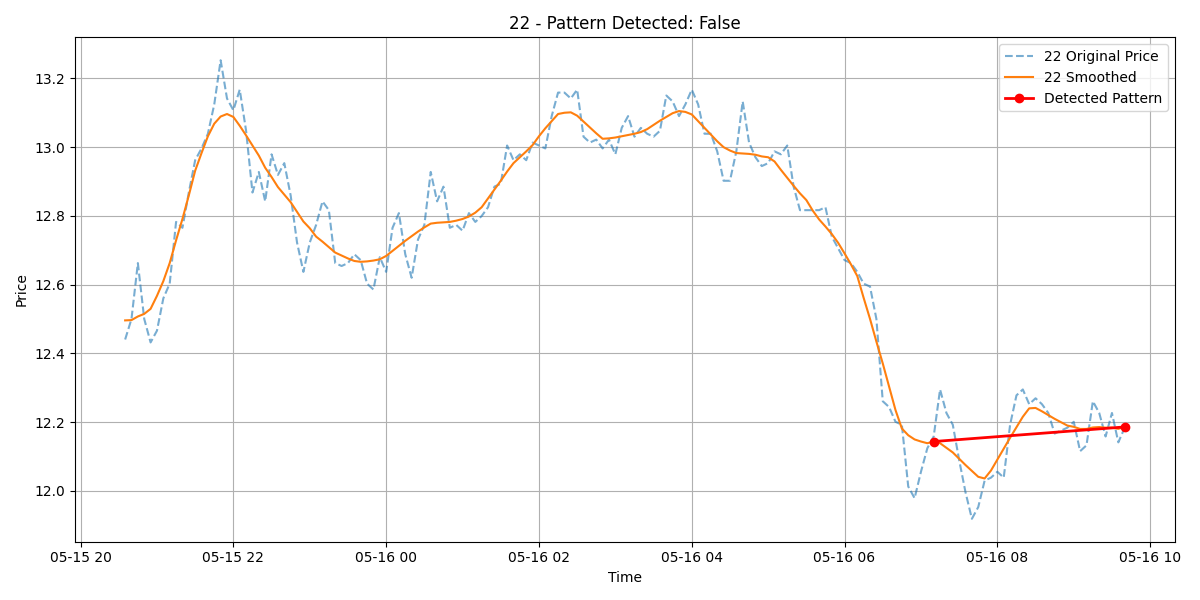 22 - Pattern Detected: False
22 Original Price
22 Smoothed
Detected Pattern
Price
13.2
13.0
12.8
12.6
12.4
12.2
12.0
05-15 20 05-15 22 05-16 00 05-16 02 05-16 04 05-16 06 05-16 08 05-16 10
Time